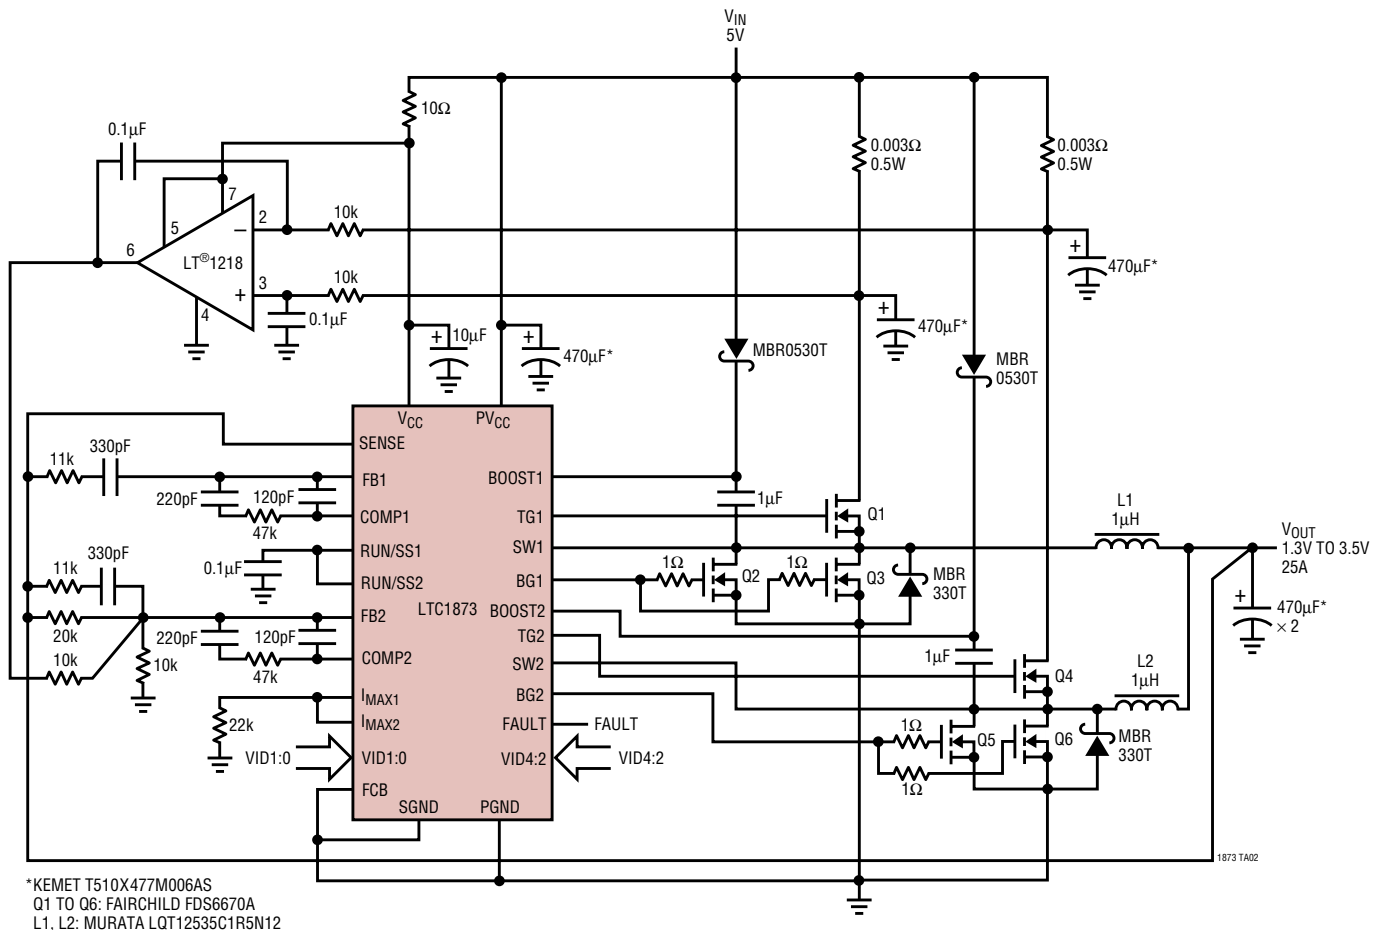 VIN
5V
10Ω
0.1µF
0.003Ω
0.5W
0.003Ω
0.5W
7
5
2
10k
–
6
LT®1218
+
470µF*
10k
3
+
4
0.1µF
+
10µF
+
470µF*
+
470µF*
MBR0530T
MBR
0530T
VCC
PVCC
SENSE
330pF
11k
FB1
BOOST1
220pF
120pF
1µF
47k
COMP1
TG1
Q1
L1
1µH
330pF
RUN/SS1
SW1
VOUT
1.3V TO 3.5V
25A
11k
0.1µF
RUN/SS2
BG1
1Ω
Q2
1Ω
Q3
MBR
330T
20k
FB2
LTC1873
BOOST2
+
470µF*
× 2
220pF
120pF
TG2
10k
10k
47k
COMP2
SW2
1µF
Q4
L2
1µH
IMAX1
BG2
22k
IMAX2
FAULT
FAULT
1Ω
Q5
Q6
MBR
330T
VID1:0
VID1:0
VID4:2
VID4:2
1Ω
FCB
SGND
PGND
1873 TA02
*KEMET T510X477M006AS
Q1 TO Q6: FAIRCHILD FDS6670A
L1, L2: MURATA LQT12535C1R5N12